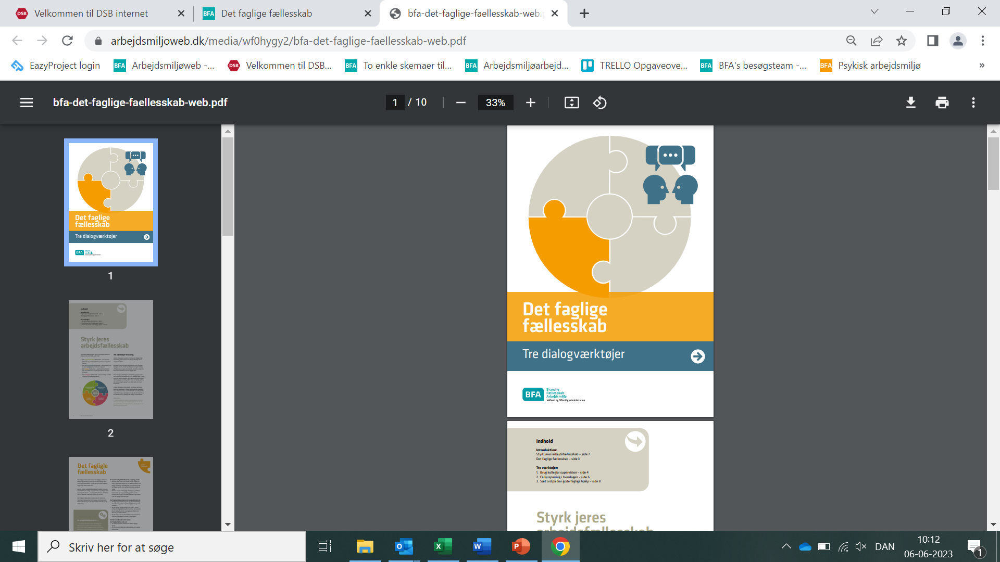 Velkommen til DSB internet
Det faglige fællesskab
bfa-det-faglige-faellesskab-web.p
arbejdsmiljoweb.dk/media/wf0hygy2/bfa-det-faglige-faellesskab-web.pdf
EazyProject login
Arbejdsmiljøweb -...
Velkommen til DSB...
To enkle skemaer til...
Arbejdsmiljøarbejd...
TRELLO Opgaveove...
BFA's besøgsteam -...
Psykisk arbejdsmiljø
bfa-det-faglige-faellesskab-web.pdf
1 / 10
33%
Det faglige
fællesskab
Tre dialogværktøjer
BFA
1
Styrk jeres
arbejdsfællesskab
2
Det fagligle
fællesskab
Det faglige
fællesskab
Tre dialogværktøjer
BFA
Branche
Fællesskab
Arbejdsmiljø
Velfærd og Offentlig administration
Indhold
Introduktion:
Styrk jeres arbejdsfællesskab – side 2
Det faglige fællesskab – side 3
Tre værktøjer:
1. Brug kollegial supervision – side 4
2. Få lynsparring i hverdagen – side 6
3. Sæt ord på den gode faglige hjælp – side 8
Styrk jeres
arbejdsfællesskab
Skriv her for at søge
DAN
10:12
06-06-2023
1